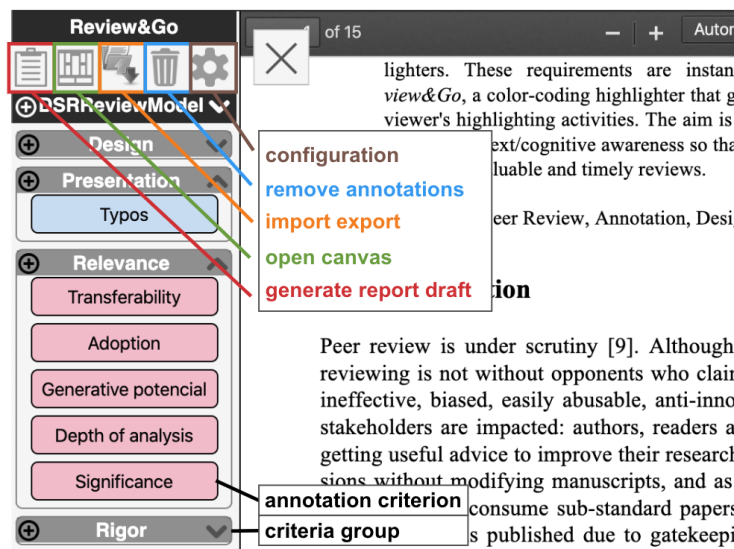 Review&Go
of 15
Autor
DSRReviewModel
Design
Presentation
Typos
Relevance
Transferability
Adoption
Generative potencial
Depth of analysis
Significance
Rigor
configuration
remove annotations
import export
open canvas
generate report draft
annotation criterion
criteria group
lighters. These requirements are instan
view&Go, a color-coding highlighter that g
viewer's highlighting activities. The aim is
ext/cognitive awareness so tha
luable and timely reviews.
eer Review, Annotation, Desi
tion
Peer review is under scrutiny [9]. Although
reviewing is not without opponents who clair
ineffective, biased, easily abusable, anti-inno
stakeholders are impacted: authors, readers a
getting useful advice to improve their research
sions without modifying manuscripts, and as
consume sub-standard papers
s published due to gatekeepi